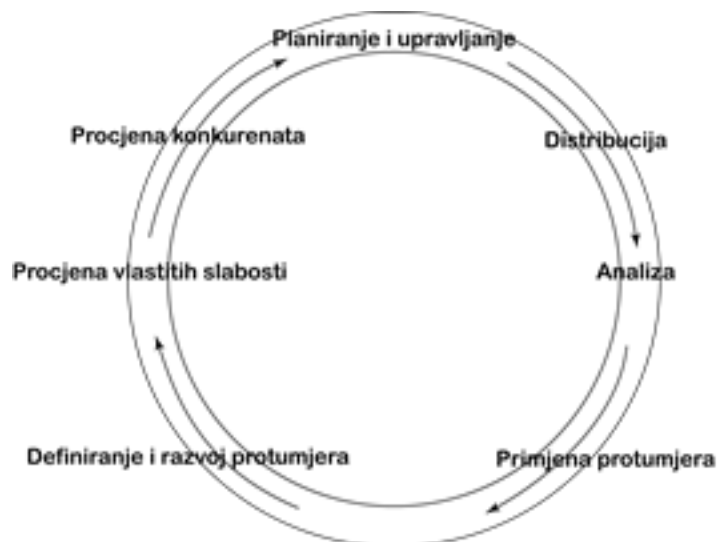 Planiranje i upravljanje
Procjena konkurenata
Distribucija
Procjena vlastitih slabosti
Analiza
Definiranje i razvoj protumjera
Primjena protumjera